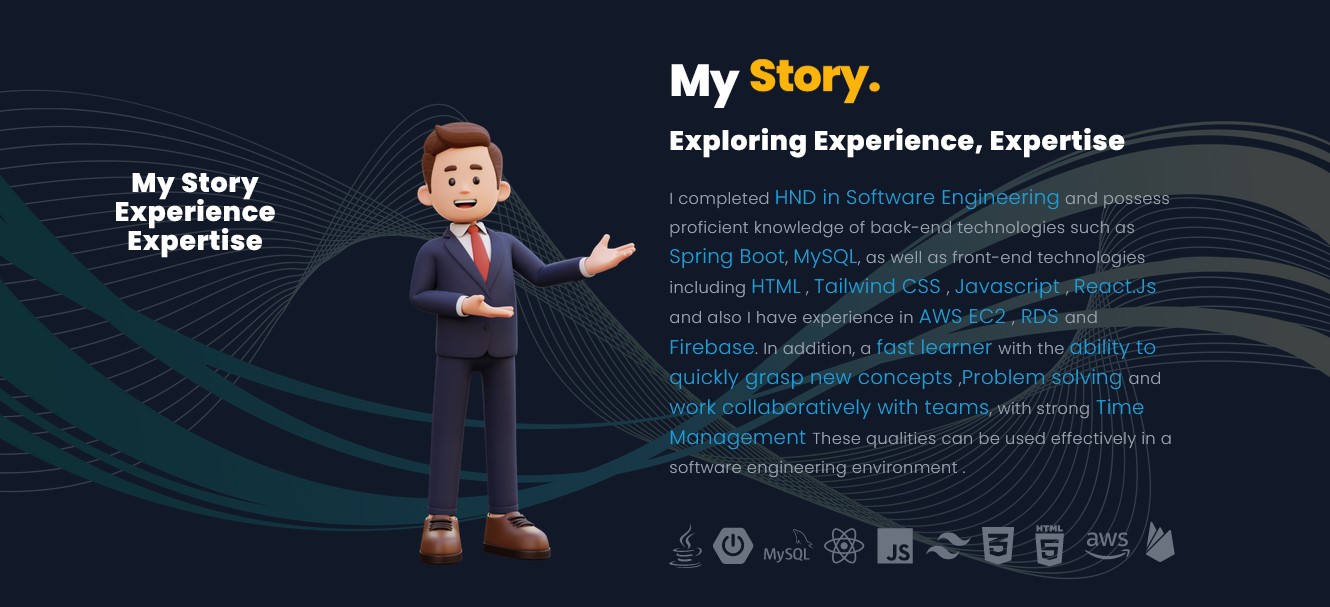 My Story
Experience
Expertise
My Story.
Exploring Experience, Expertise
I completed HND in Software Engineering and possess
proficient knowledge of back-end technologies such as
Spring Boot, MySQL, as well as front-end technologies
including HTML , Tailwind CSS , Javascript , React.Js
and also I have experience in AWS EC2 , RDS and
Firebase. In addition, a fast learner with the ability to
quickly grasp new concepts ,Problem solving and
work collaboratively with teams, with strong Time
Management These qualities can be used effectively in a
software engineering environment .
MySQL JS 3 HTML 5 aws